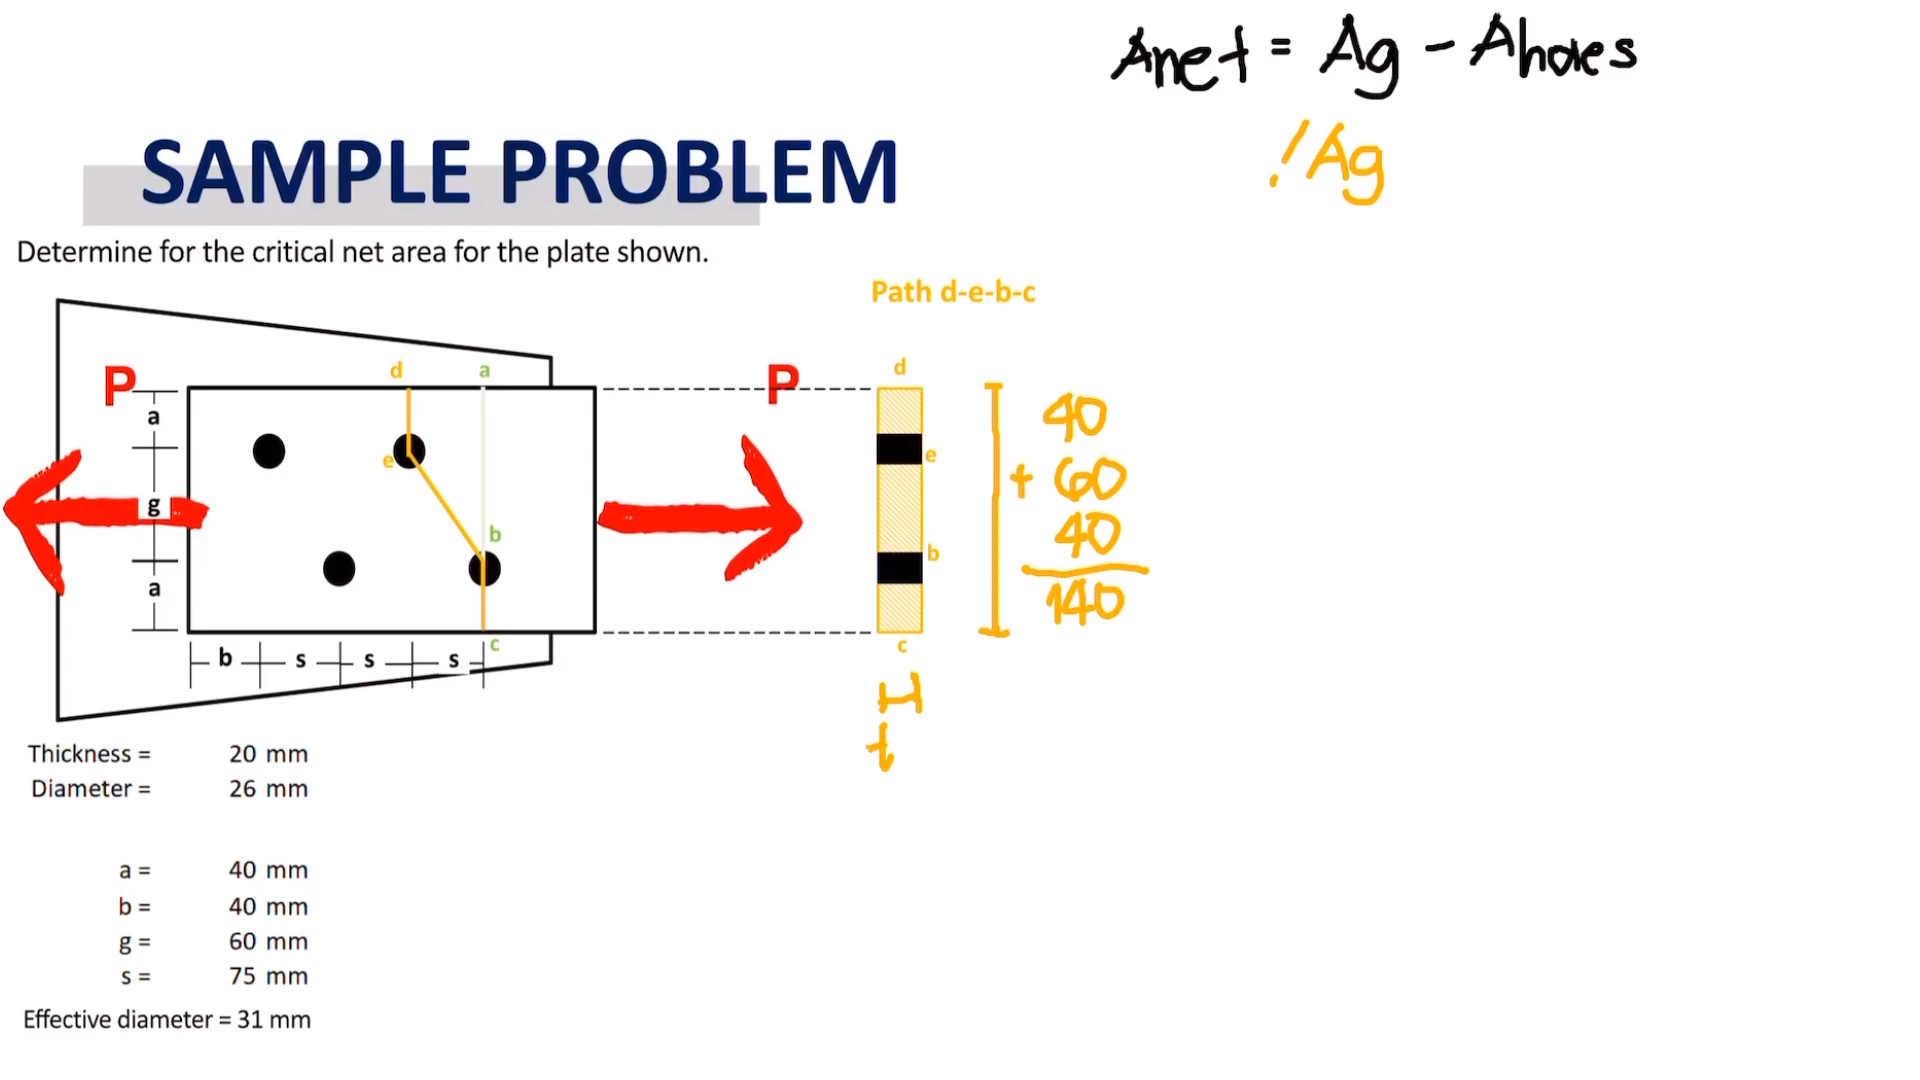 Anet = Ag - Aholes
! Ag
SAMPLE PROBLEM
Determine for the critical net area for the plate shown.
Path d-e-b-c
P
P
d
a
d
a
e
b
e
g
b
a
c
c
b
s
s
s
40
+ 60
40
140
t
Thickness = 20 mm
Diameter = 26 mm
a = 40 mm
b = 40 mm
g = 60 mm
s = 75 mm
Effective diameter = 31 mm